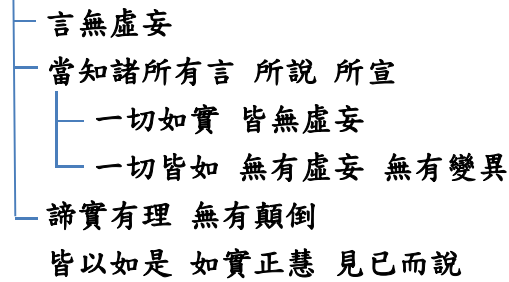 言無虛妄
當知諸所有言 所說 所宣
一切如實 皆無虛妄
一切皆如 無有虛妄 無有變異
諦實有理 無有顛倒
皆以如是 如實正慧 見已而說